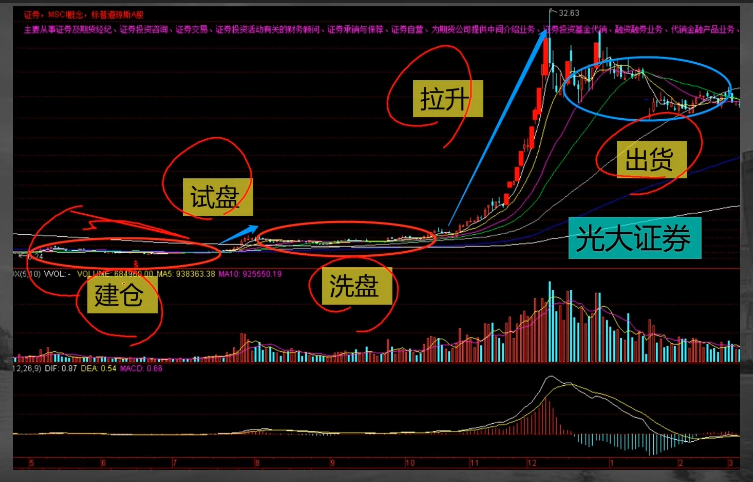 证券，MSCI概念，标普道琼斯A股
主要从事证券及期货经纪、证券投资咨询、证券交易、证券投资活动有关的财务顾问、证券承销与保荐、证券自营、为期货公司提供中间介绍业务、证券投资基金代销、融资融券业务、代销金融产品业务、
32.63
拉升
出货
试盘
光大证券
6.24
VVOL: - VOLUME: 684960.00 MA5: 938363.38 MA10: 925550.19
建仓
洗盘
12,26,9) DIF: 0.87 DEA: 0.54 MACD: 0.66
5 6 7 8 9 10 11 12 1 2 3